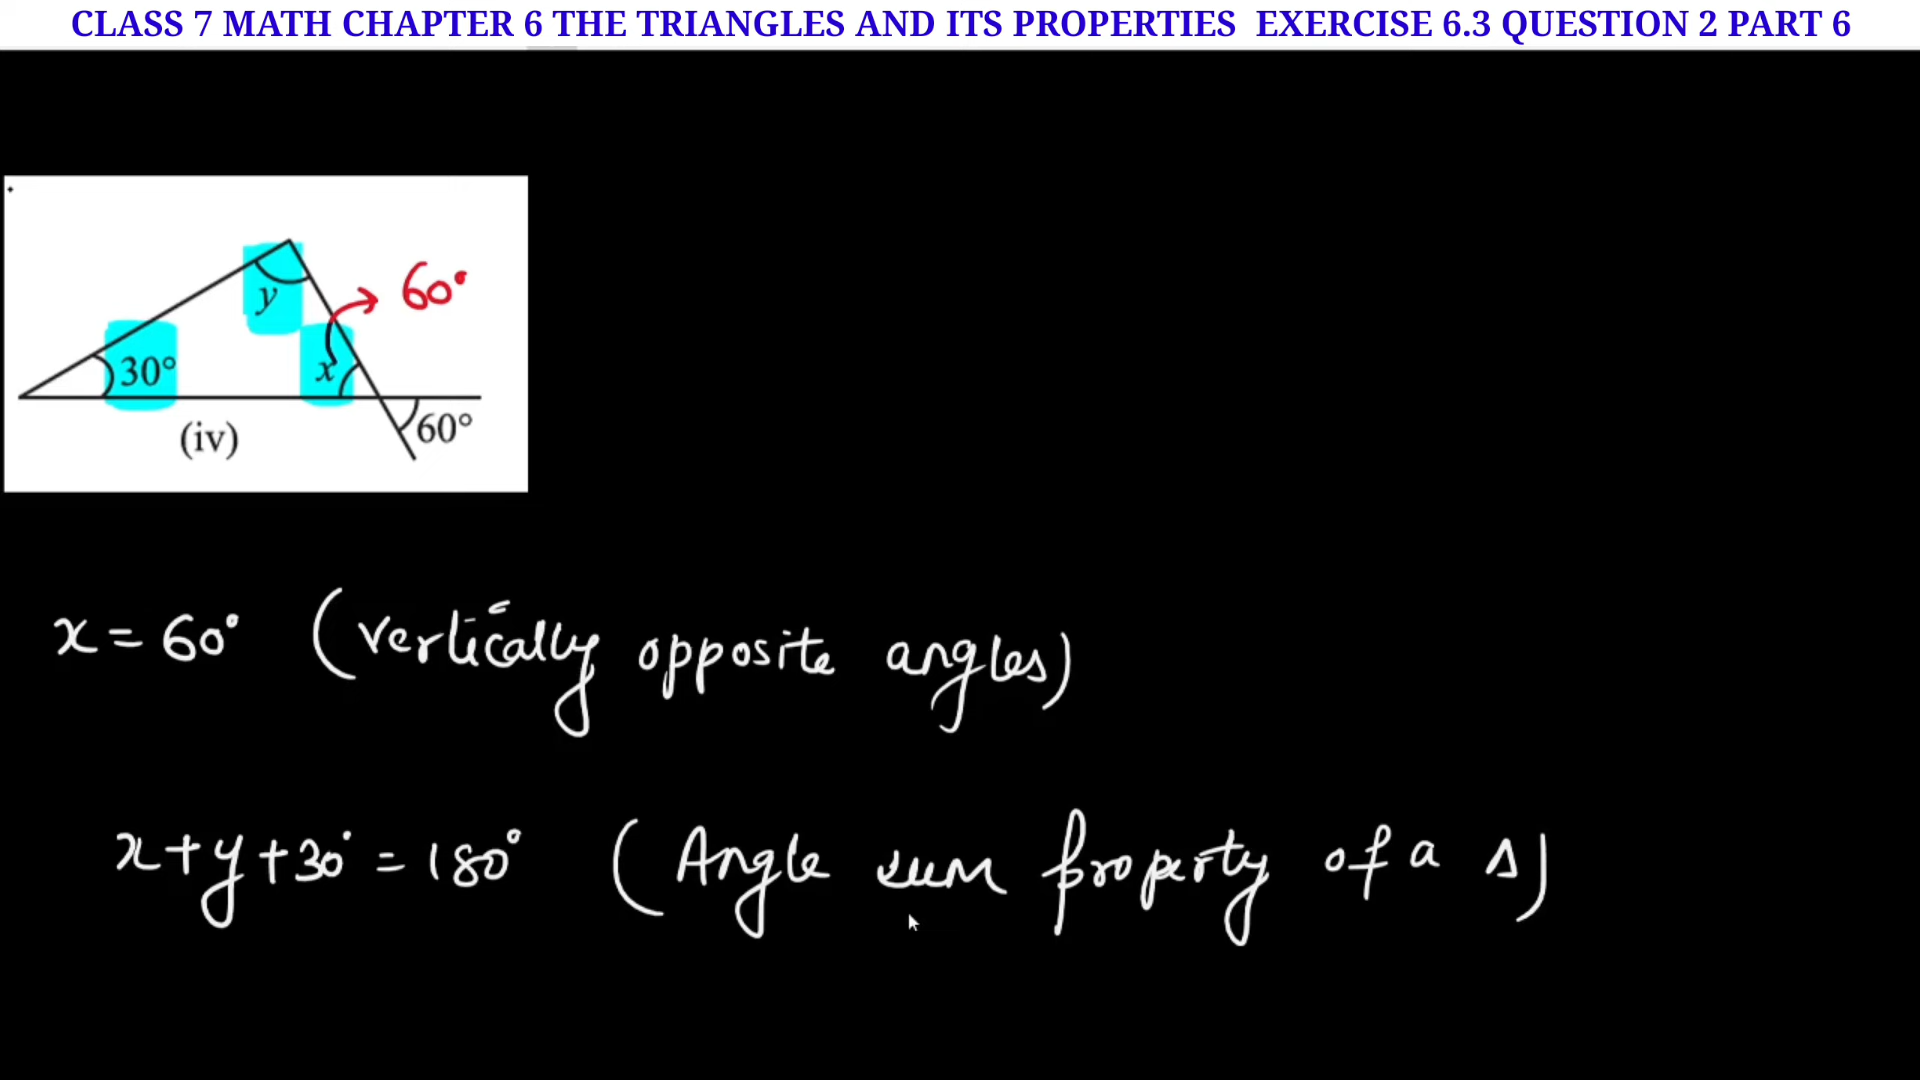 CLASS 7 MATH CHAPTER 6 THE TRIANGLES AND ITS PROPERTIES EXERCISE 6.3 QUESTION 2 PART 6
y
60°
30°
x
60°
(iv)
x = 60° (vertically opposite angles)
x + y + 30° = 180° (Angle sum property of a Δ)